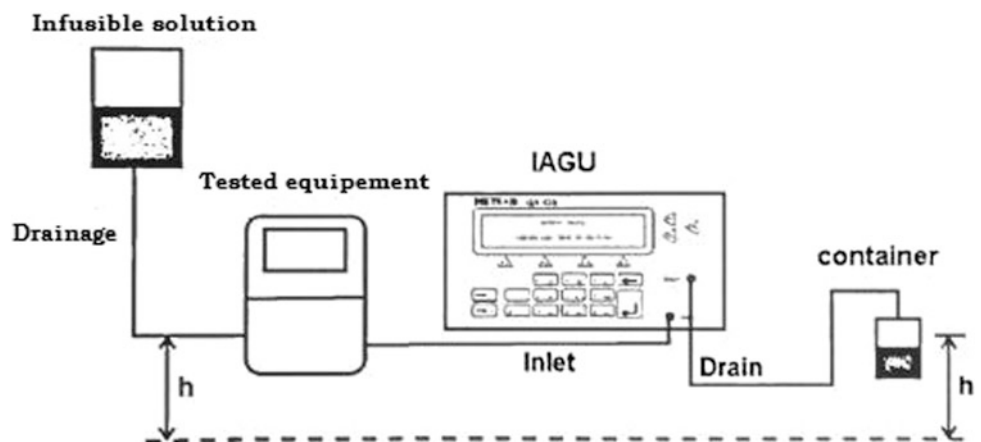 Infusible solution
Tested equipement
IAGU
Drainage
container
Inlet
Drain
h
h